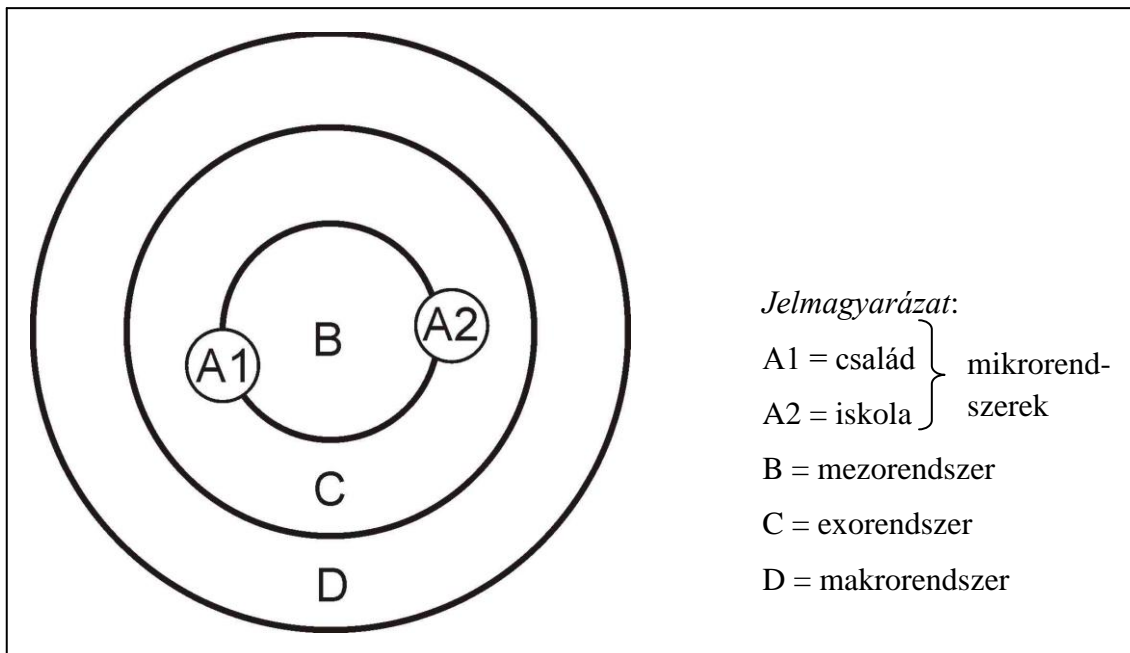 A1
B
A2
C
D
Jelmagyarázat:
A1 = család
A2 = iskola
mikrorend-
szerek
B = mezorendszer
C = exorendszer
D = makrorendszer